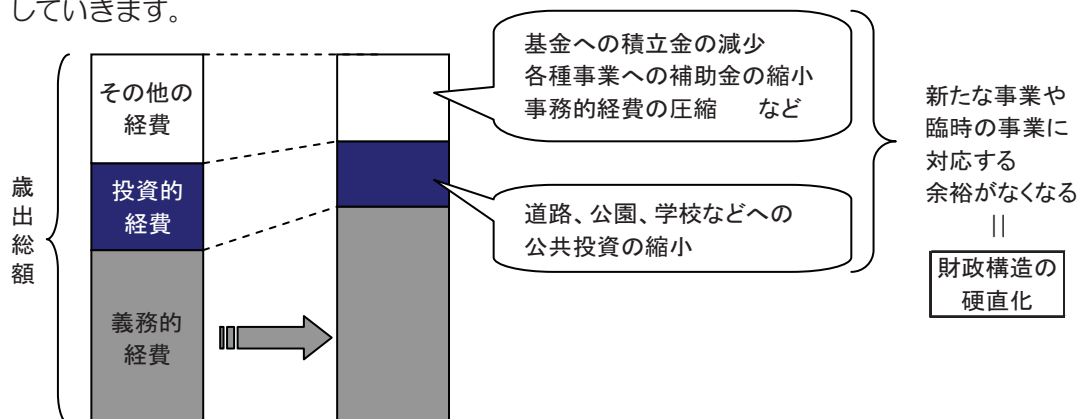 していきます。
その他の
経費
投資的
経費
義務的
経費
歳出総額
基金への積立金の減少
各種事業への補助金の縮小
事務的経費の圧縮　など
道路、公園、学校などへの
公共投資の縮小
新たな事業や
臨時の事業に
対応する
余裕がなくなる
||
財政構造の
硬直化